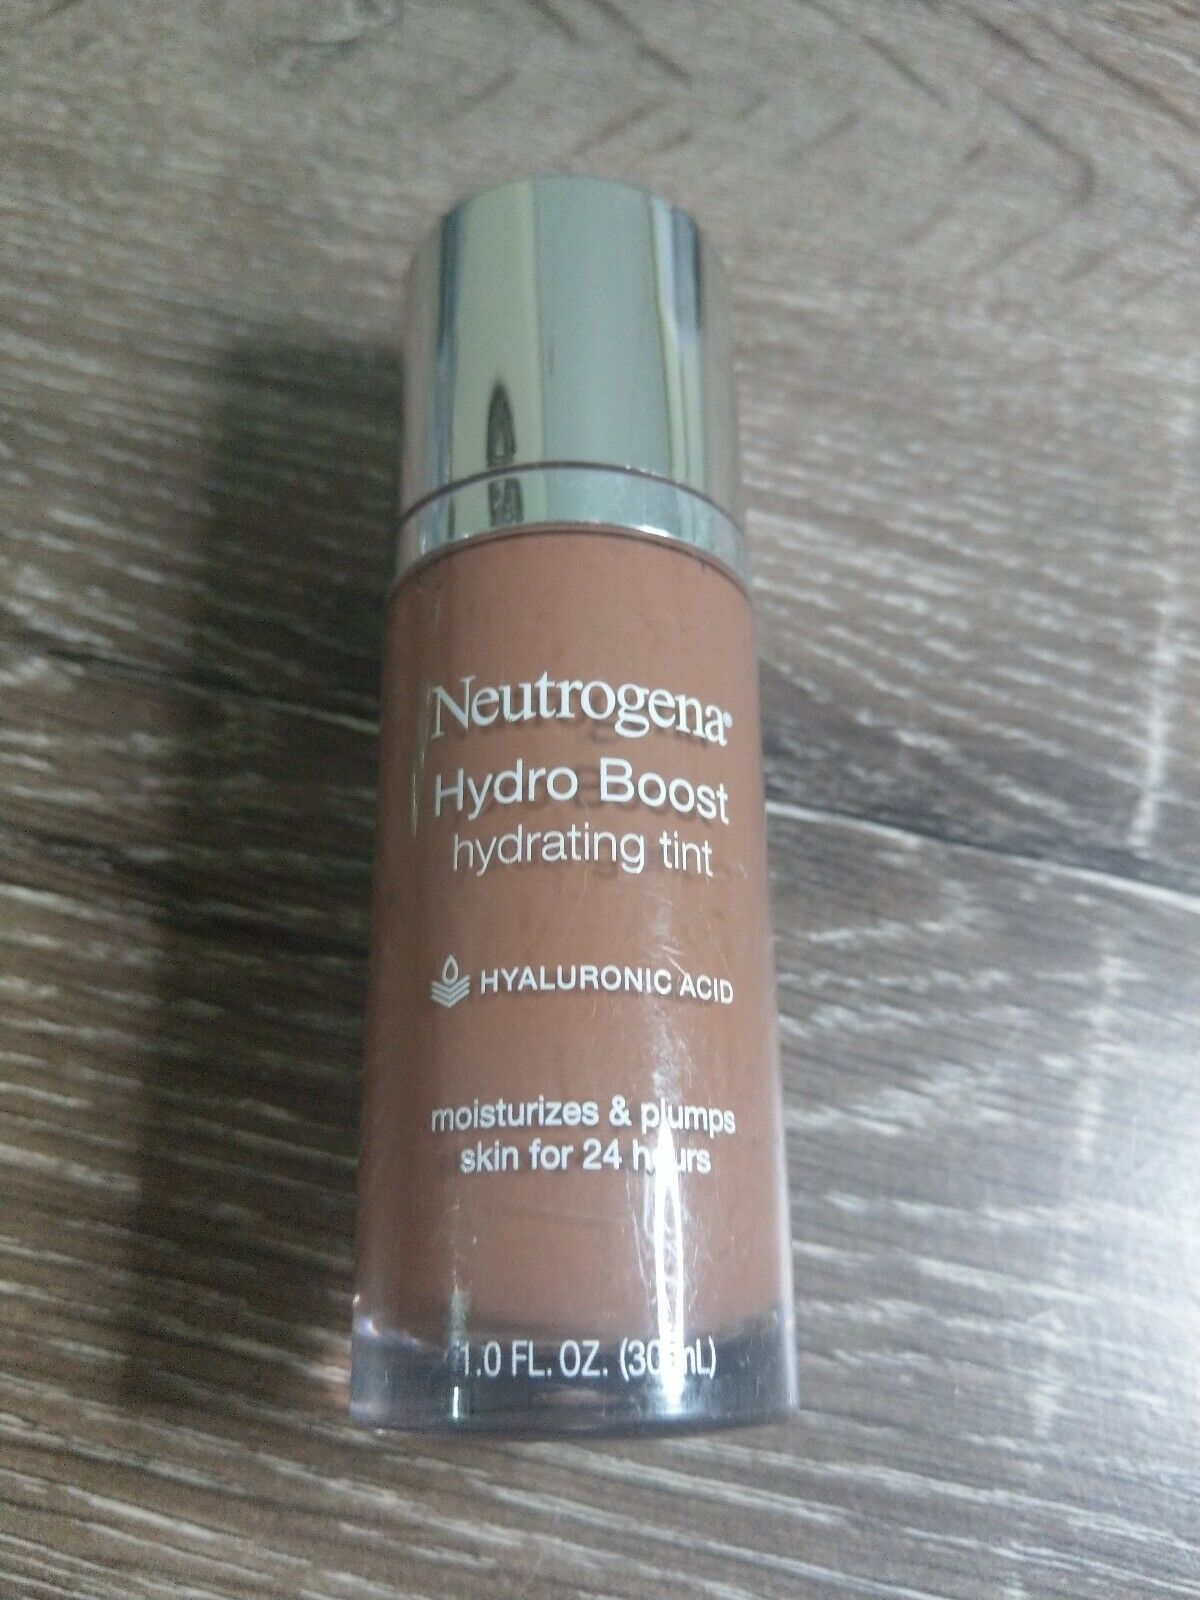 Neutrogena®
Hydro Boost
hydrating tint
HYALURONIC ACID
moisturizes & plumps
skin for 24 hours
1.0 FL. OZ. (30 mL)